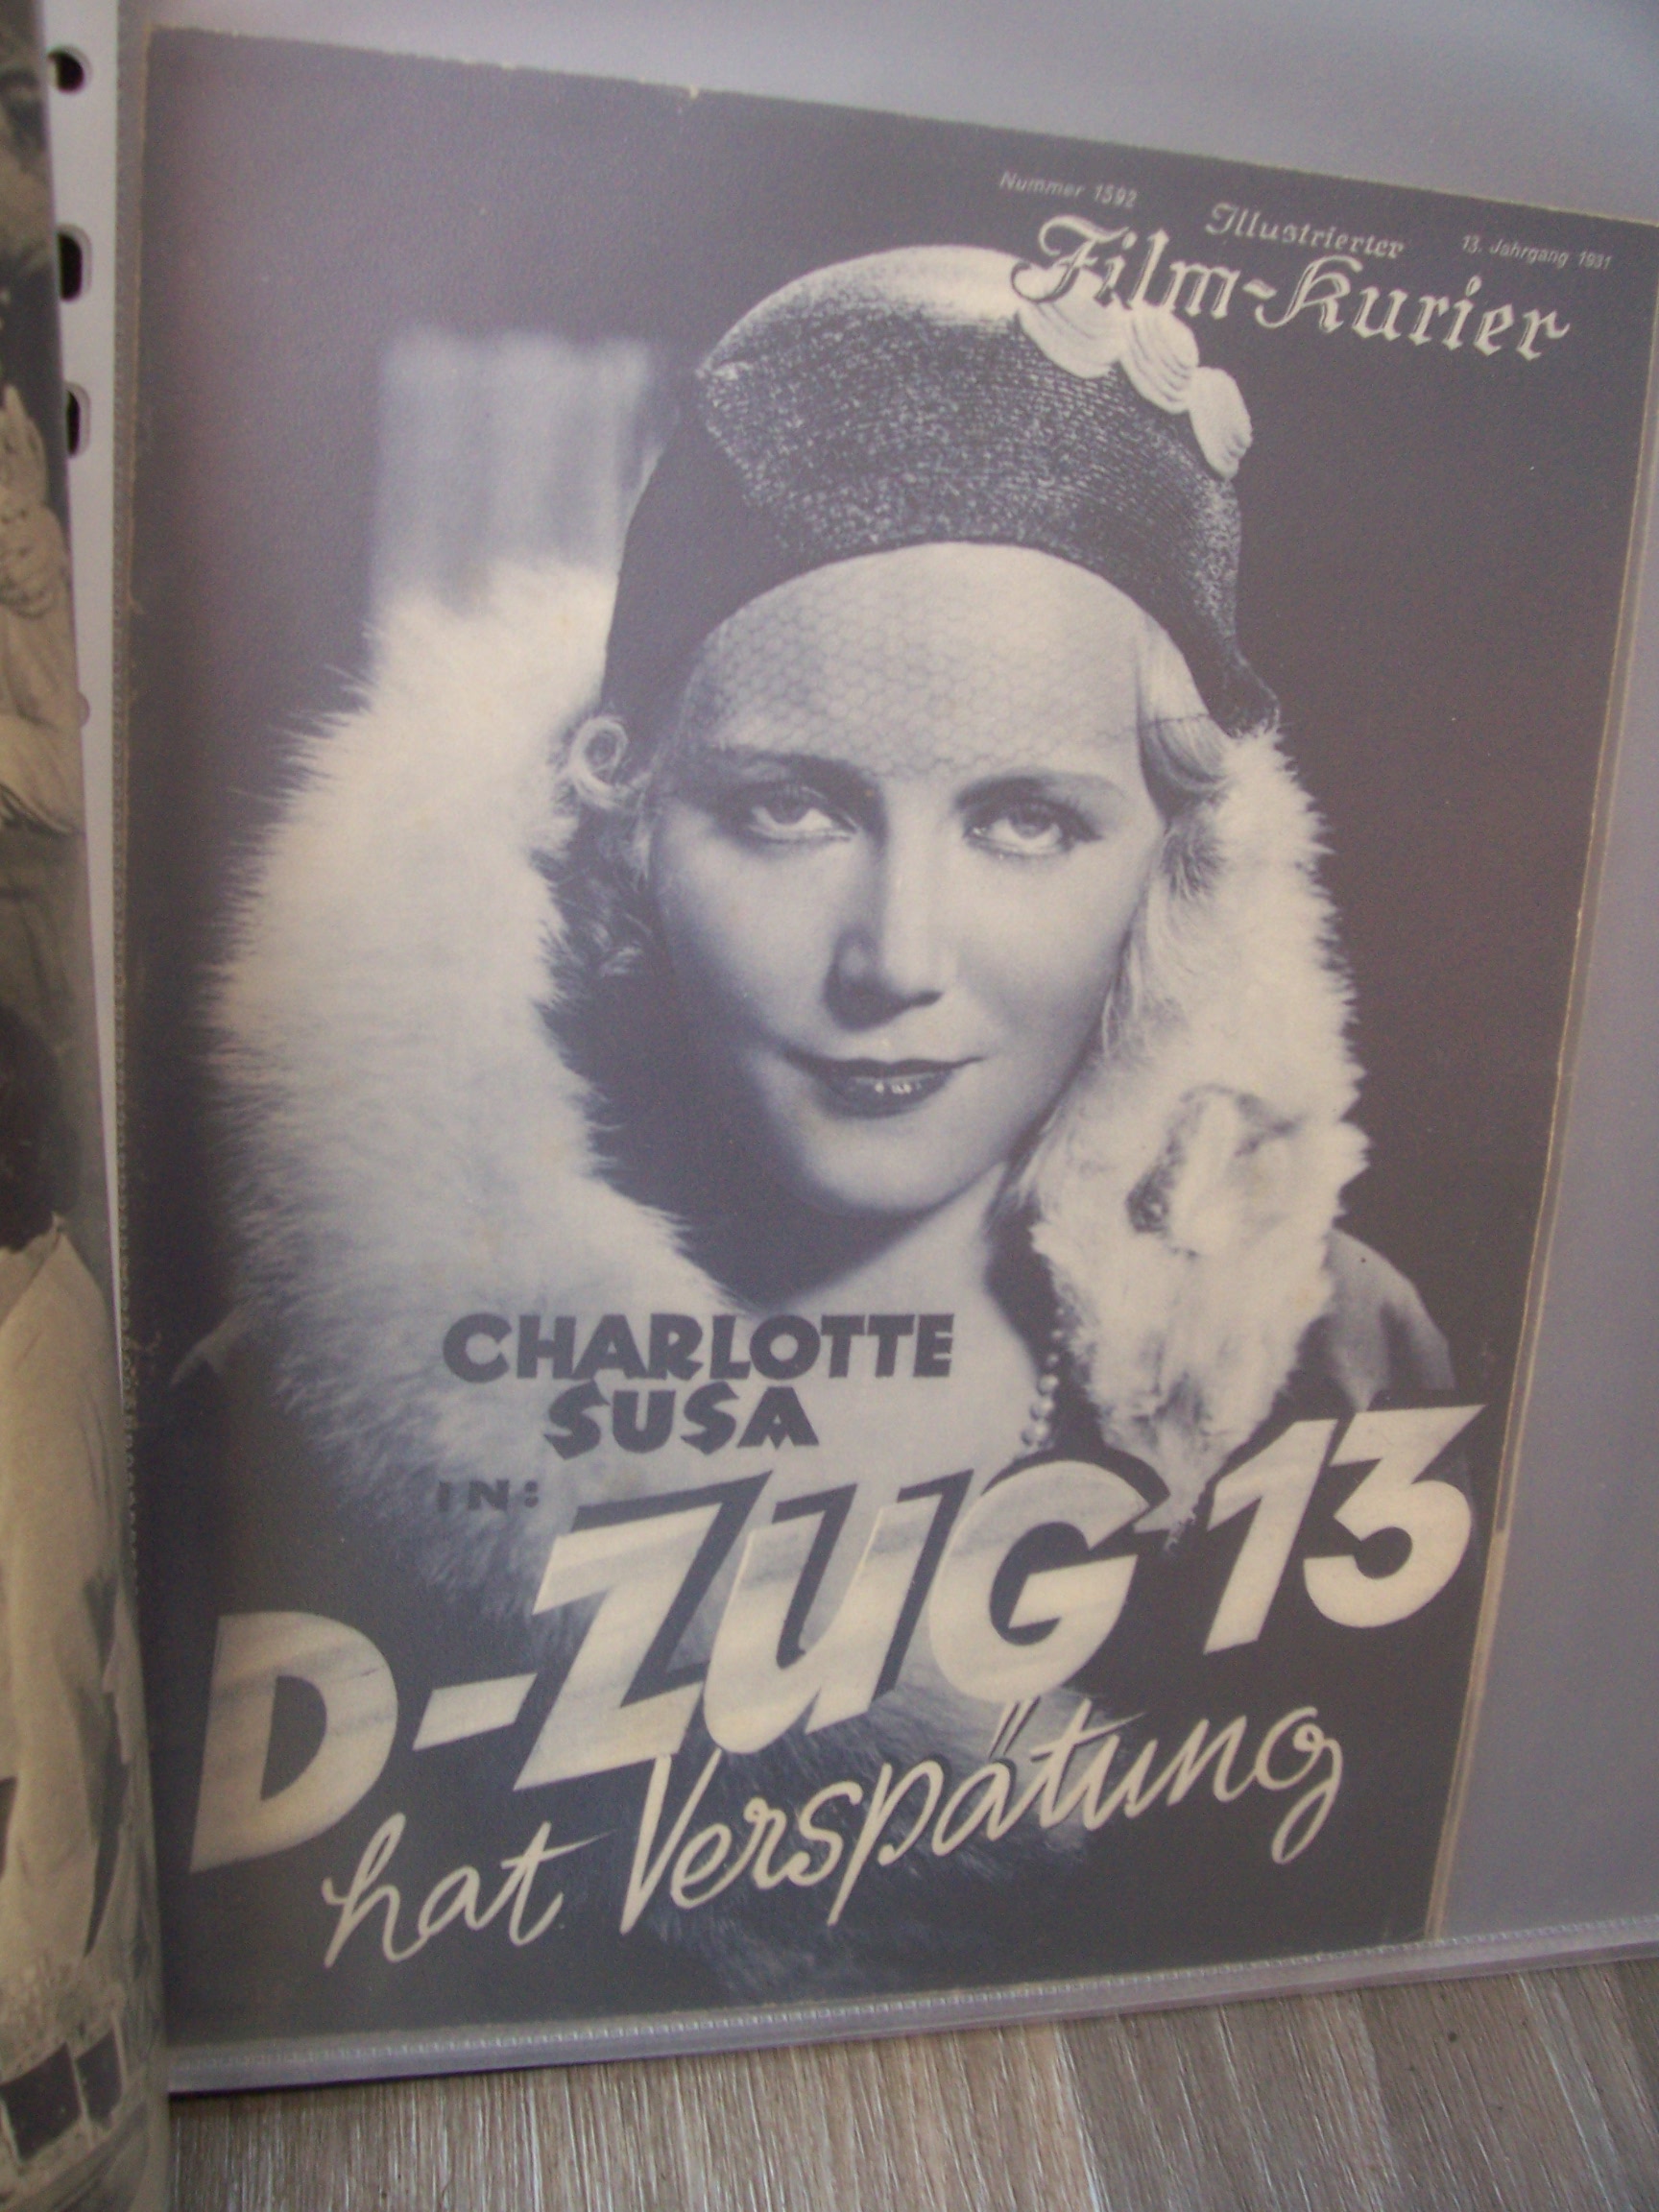 Nummer 1592
Illustrierter
13. Jahrgang 1931
Film-Kurier
CHARLOTTE
SUSA
IN:
D-ZUG 13
hat Verspätung